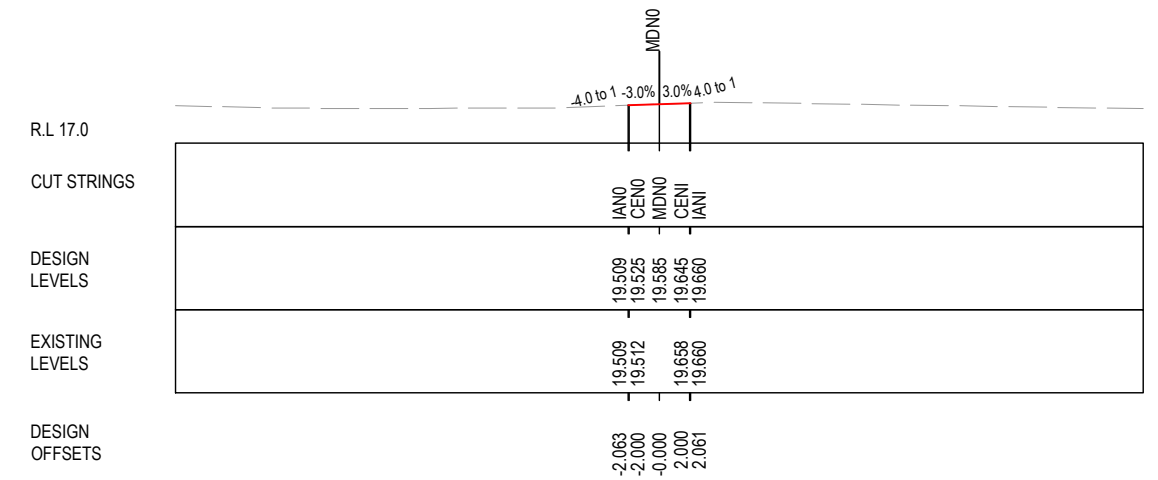 MDN0
-4.0 to 1 -3.0% 3.0% 4.0 to 1
R.L 17.0
CUT STRINGS
IAN0
CEN0
MDN0
CENI
IANI
DESIGN
LEVELS
19.509
19.525
19.585
19.645
19.660
EXISTING
LEVELS
19.509
19.512
19.658
19.660
DESIGN
OFFSETS
-2.063
-2.000
-0.000
2.000
2.061